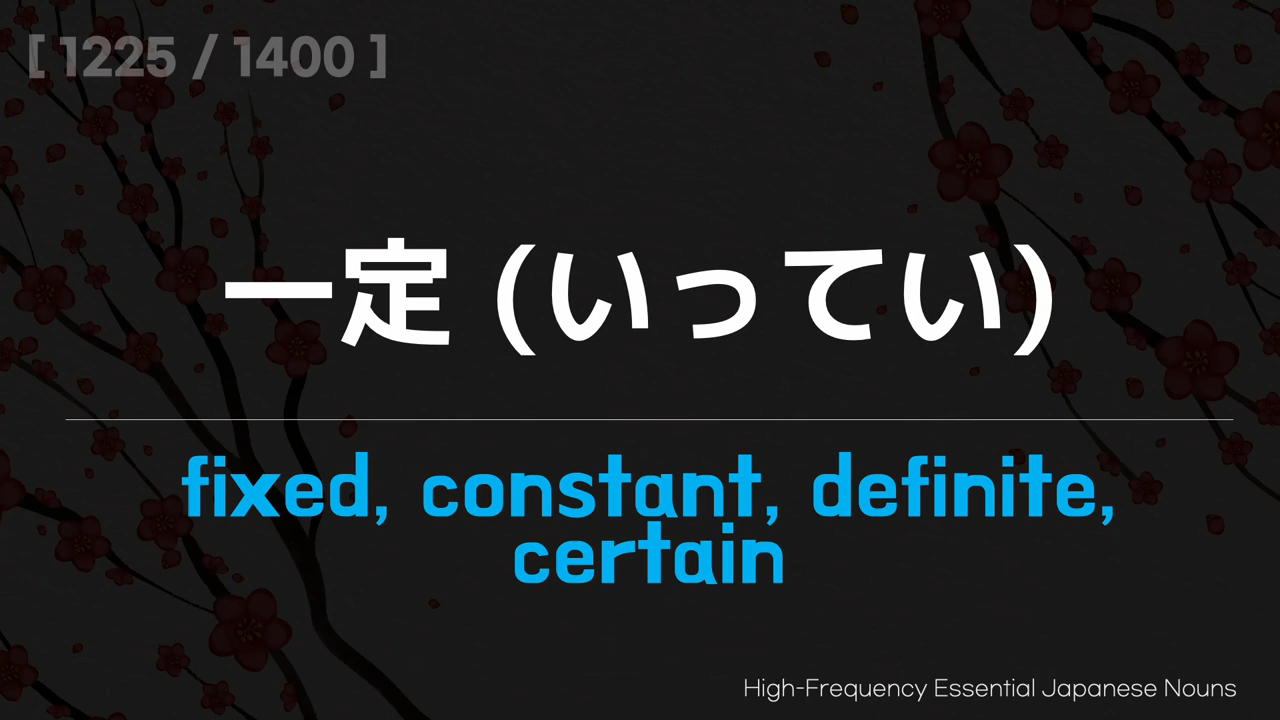 [ 1225 / 1400 ]
一定 (いってい)
fixed, constant, definite,
certain
High-Frequency Essential Japanese Nouns